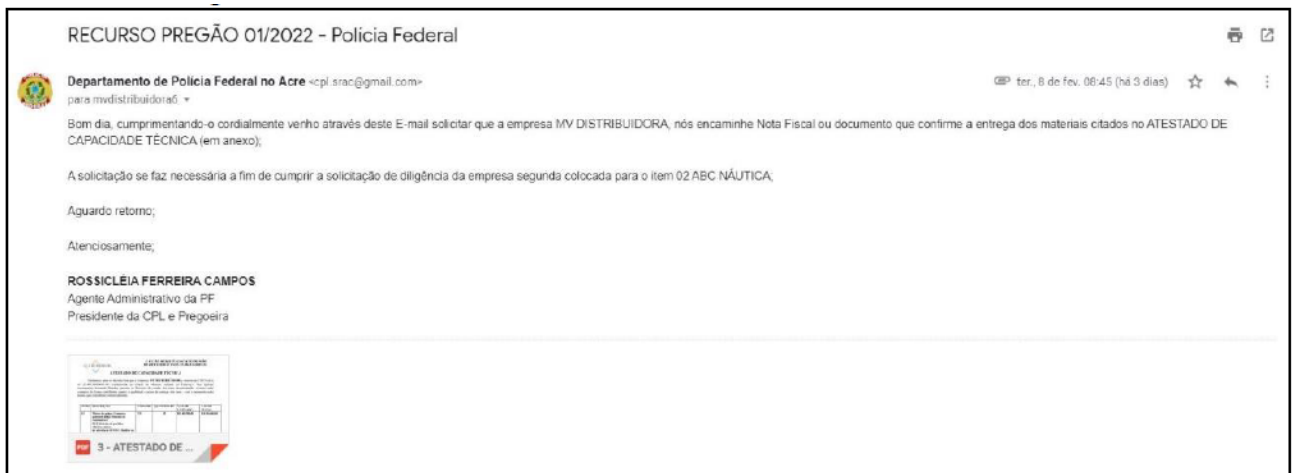 RECURSO PREGÃO 01/2022 - Policia Federal
Departamento de Polícia Federal no Acre <cpl.srac@gmail.com>
ter., 8 de fev. 08:45 (há 3 dias)
para mvdistribuidora6
Bom dia, cumprimentando-o cordialmente venho através deste E-mail solicitar que a empresa MV DISTRIBUIDORA, nós encaminhe Nota Fiscal ou documento que confirme a entrega dos materiais citados no ATESTADO DE
CAPACIDADE TÉCNICA (em anexo);
A solicitação se faz necessária a fim de cumprir a solicitação de diligência da empresa segunda colocada para o item 02 ABC NÁUTICA;
Aguardo retorno;
Atenciosamente;
ROSSICLÉIA FERREIRA CAMPOS
Agente Administrativo da PF
Presidente da CPL e Pregoeira
ATESTADO DE CAPACIDADE TÉCNICA
PDF 3 - ATESTADO DE ...